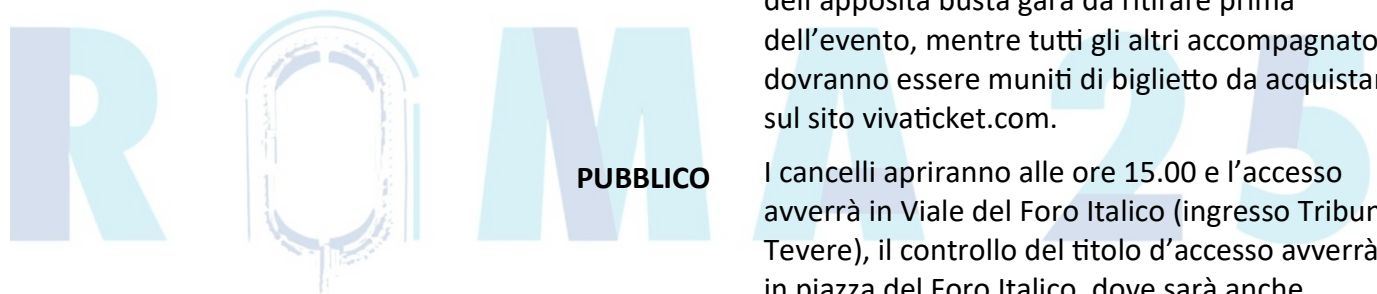 dell'apposita busta gara da ritirare prima
dell'evento, mentre tutti gli altri accompagnato
dovranno essere muniti di biglietto da acquistar
sul sito vivaticket.com.
PUBBLICO I cancelli apriranno alle ore 15.00 e l'accesso
avverrà in Viale del Foro Italico (ingresso Tribun
Tevere), il controllo del titolo d'accesso avverrà
in piazza del Foro Italico, dove sarà anche
ROMA 25